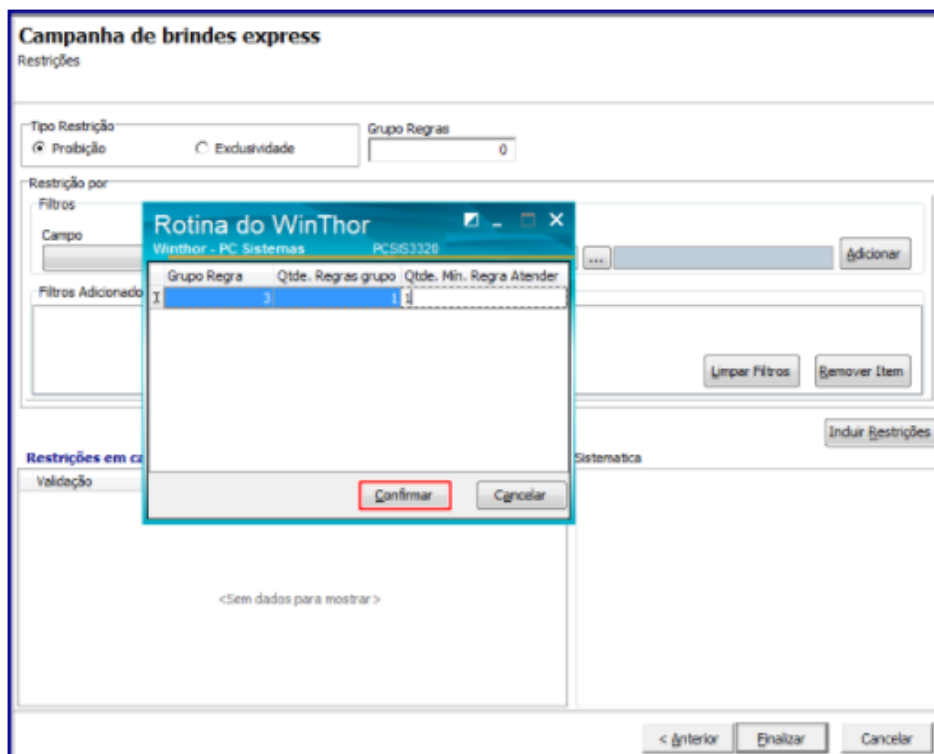 Campanha de brindes express
Restrições
Tipo Restrição
Proibição
Exclusividade
Grupo Regras
0
Restrição por
Filtros
Campo
...
Adicionar
Rotina do WinThor
Winthor - PC Sistemas
PCSIS3320
Grupo Regra
Qtde. Regras grupo
Qtde. Mín. Regra Atender
3
1
1
Filtros Adicionado
Limpar Filtros
Remover Item
Incluir Restrições
Restrições em ca
Sistematica
Validação
Confirmar
Cancelar
<Sem dados para mostrar>
< Anterior
Finalizar
Cancelar